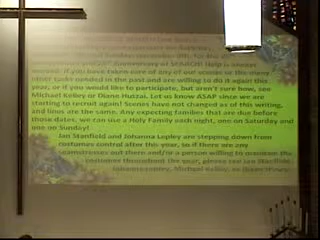 SEARCH! Help is always
needed! If you have taken care of any of our scenes or the many
other tasks needed in the past and are willing to do it again this
year, or if you would like to participate, but aren't sure how, see
Michael Kelley or Diane Hutzal. Let us know ASAP since we are
starting to recruit again! Scenes have not changed as of this writing,
and lines are the same. Any expecting families that are due before
those dates, we can use a Holy Family each night, one on Saturday and
one on Sunday!
Jan Stanfield and Johanna Lepley are stepping down from
costumes control after this year, so if there are any
seamstresses out there and/or a person willing to organize the
costumes throughout the year, please see Jan Stanfield,
Johanna Lepley, Michael Kelley, or Diane Hutzal.